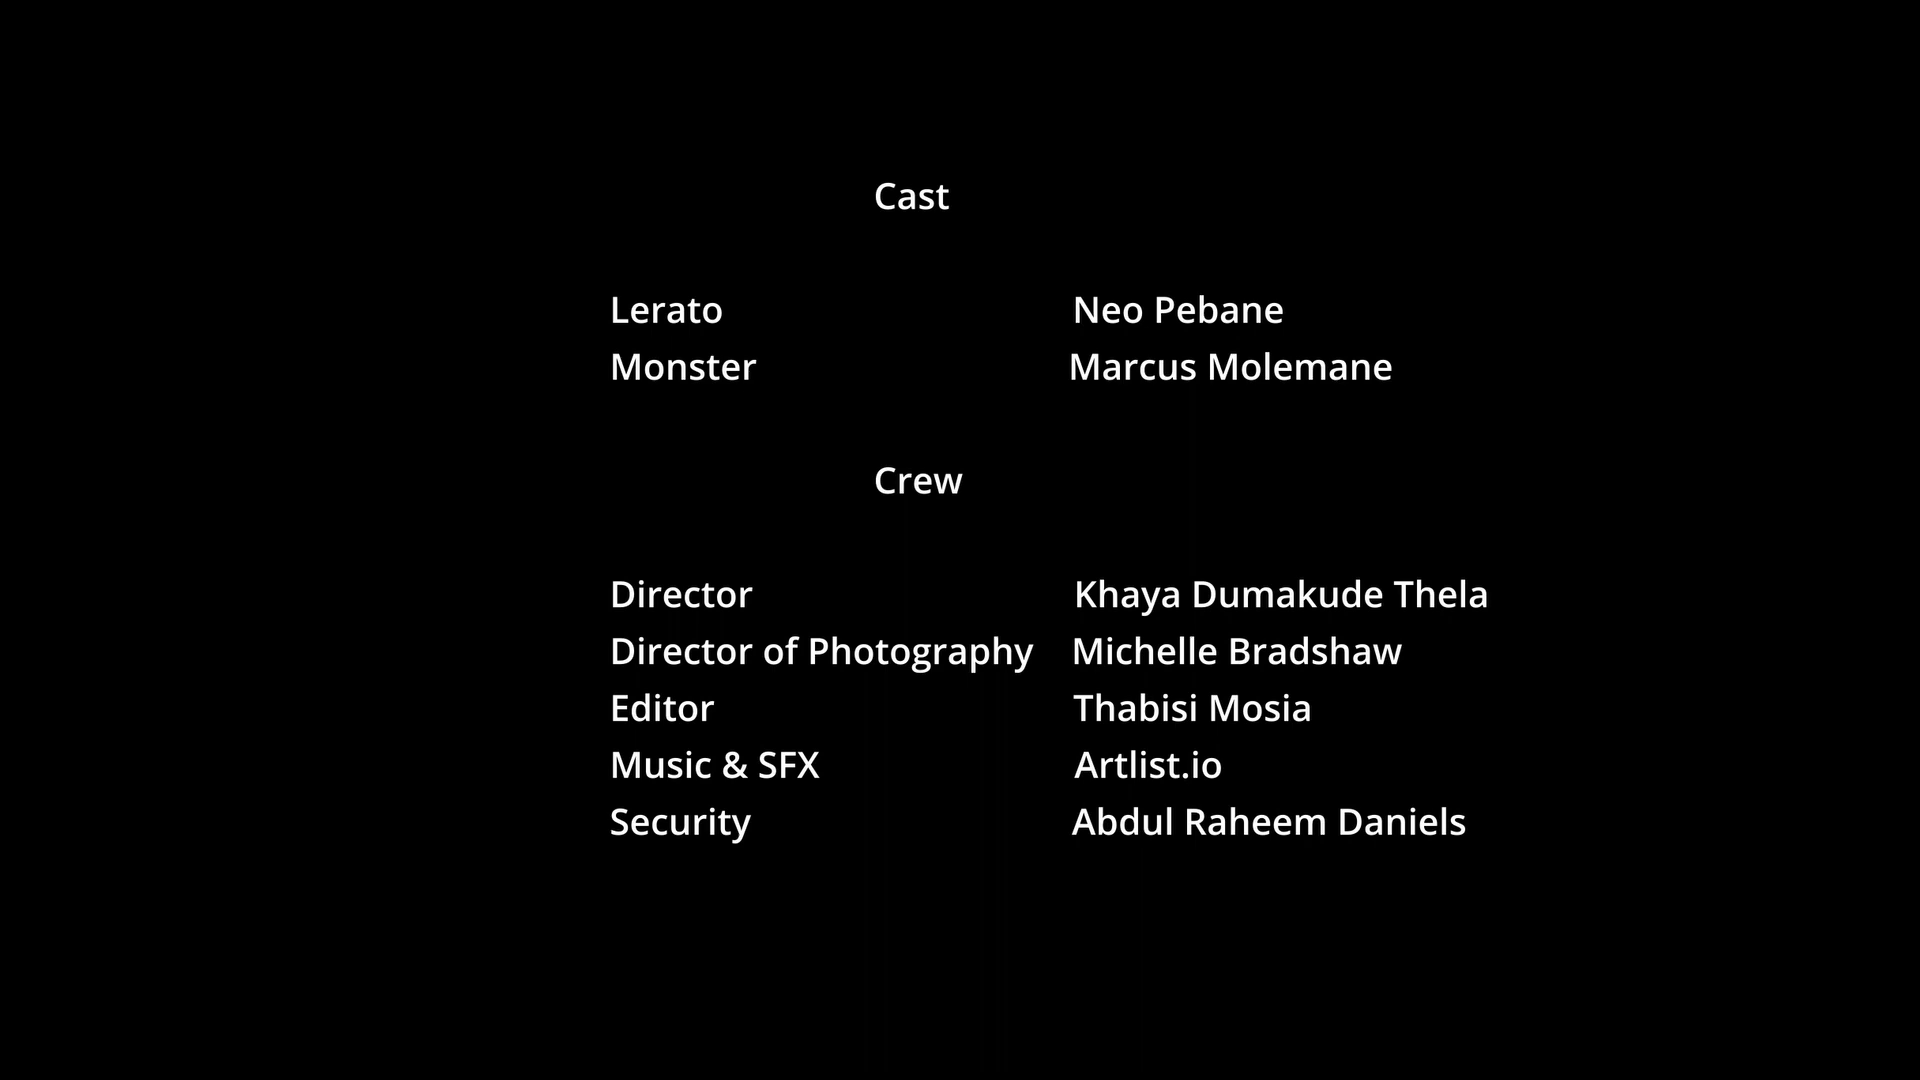 Cast
Lerato Neo Pebane
Monster Marcus Molemane
Crew
Director Khaya Dumakude Thela
Director of Photography Michelle Bradshaw
Editor Thabisi Mosia
Music & SFX Artlist.io
Security Abdul Raheem Daniels